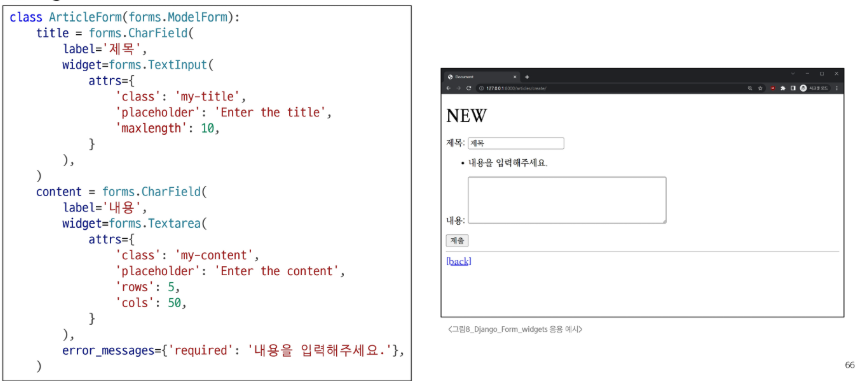 class ArticleForm(forms.ModelForm):
    title = forms.CharField(
        label='제목',
        widget=forms.TextInput(
            attrs={
                'class': 'my-title',
                'placeholder': 'Enter the title',
                'maxlength': 10,
            }
        ),
    )
    content = forms.CharField(
        label='내용',
        widget=forms.Textarea(
            attrs={
                'class': 'my-content',
                'placeholder': 'Enter the content',
                'rows': 5,
                'cols': 50,
            }
        ),
        error_messages={'required': '내용을 입력해주세요.'},
    )
Document
127.0.0.1:8000/articles/create/
NEW
제목: 제목
• 내용을 입력해주세요.
내용:
제출
[back]
<그림8_Django_Form_widgets 응용 예시>
66